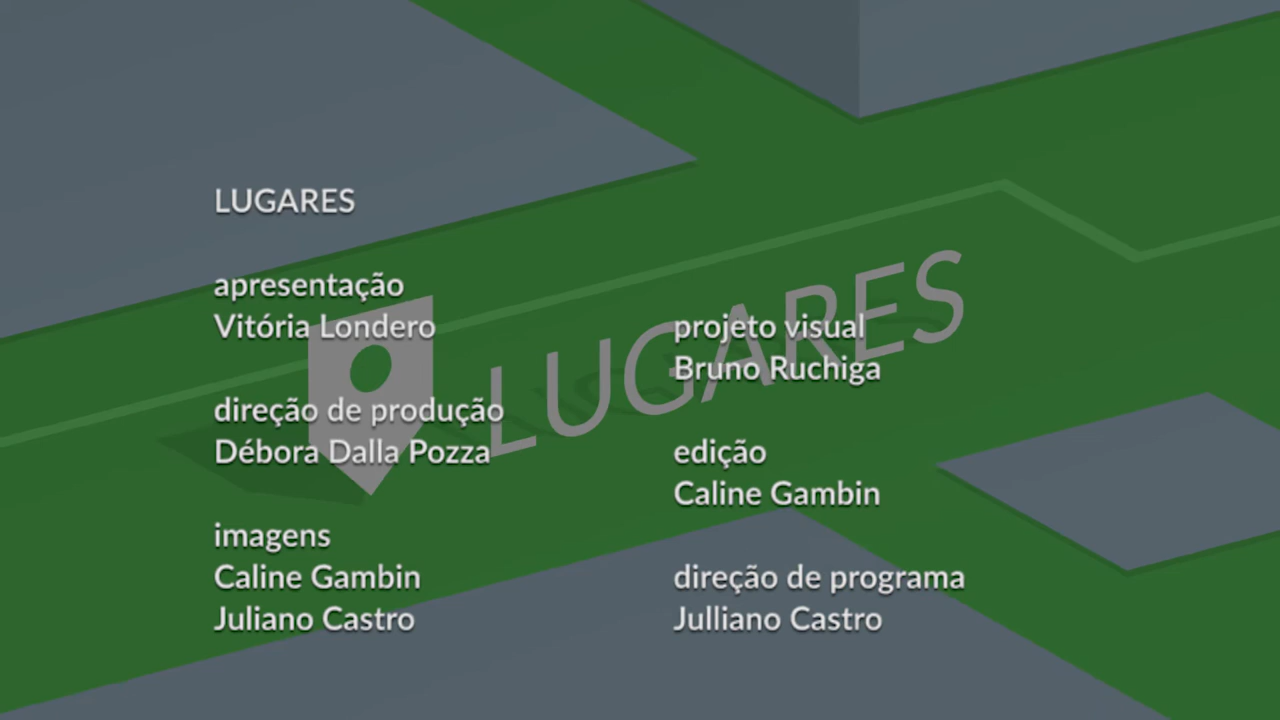 LUGARES
apresentação
Vitória Londero
direção de produção
Débora Dalla Pozza
imagens
Caline Gambin
Juliano Castro
LUGARES
projeto visual
Bruno Ruchiga
edição
Caline Gambin
direção de programa
Julliano Castro